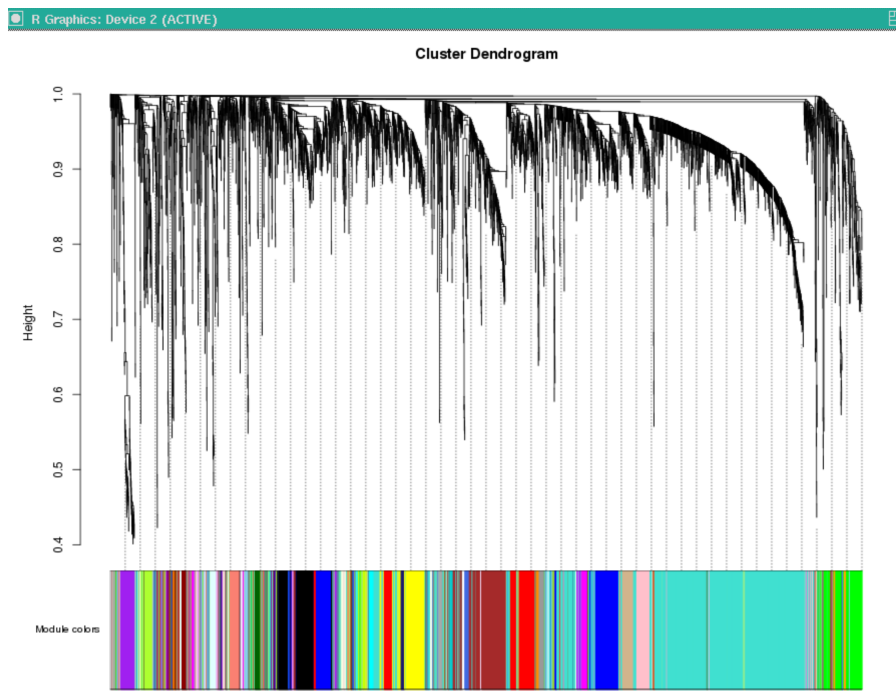 R Graphics: Device 2 (ACTIVE)
Cluster Dendrogram
Height
1.0
0.9
0.8
0.7
0.6
0.5
0.4
Module colors